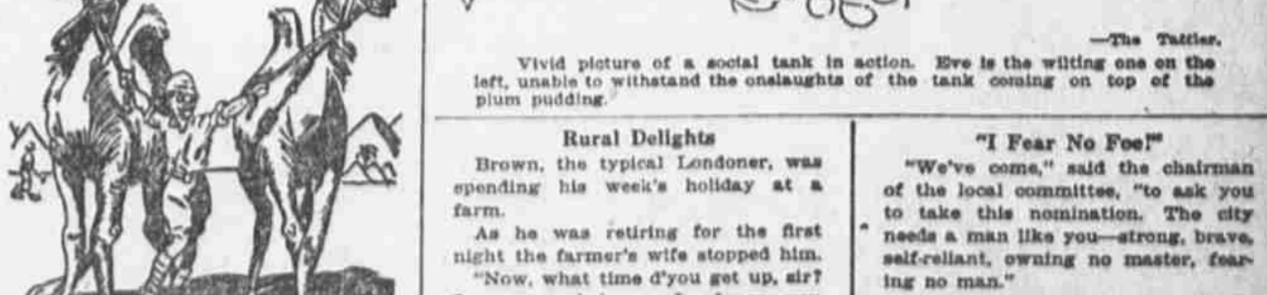 —The Tattler.
Vivid picture of a social tank in action. Eve is the wilting one on the
left, unable to withstand the onslaughts of the tank coming on top of the
plum pudding.
Rural Delights
Brown, the typical Londoner, was
spending his week's holiday at a
farm.
As he was retiring for the first
night the farmer's wife stopped him.
"Now, what time d'you get up, sir?
"I Fear No Foe!"
"We've come," said the chairman
of the local committee, "to ask you
to take this nomination. The city
needs a man like you—strong, brave,
self-reliant, owning no master, fear-
ing no man."